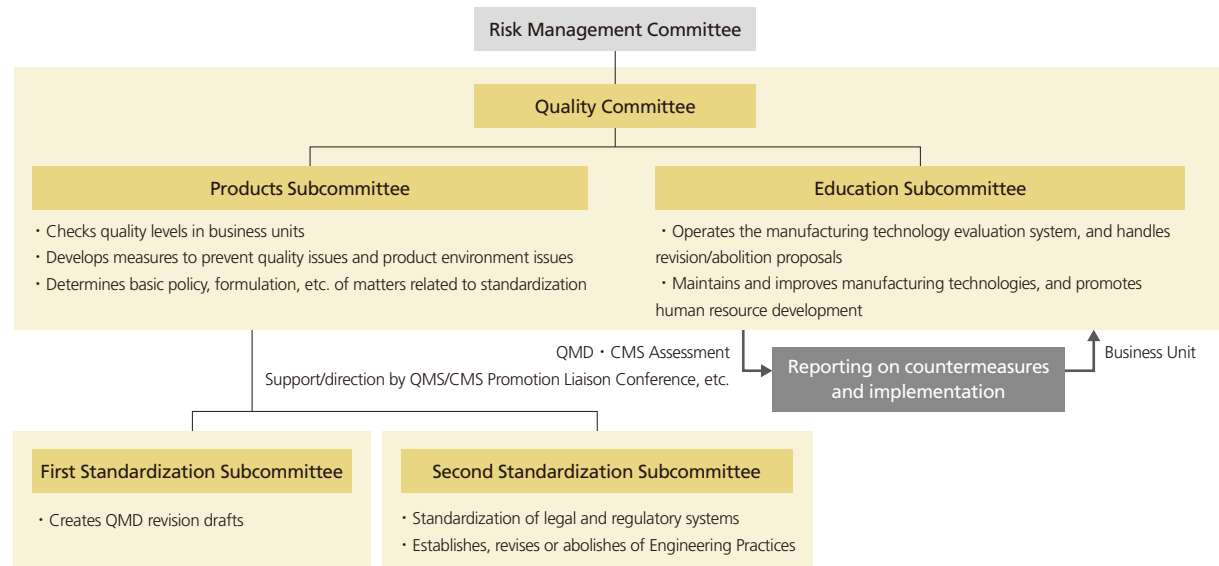 Risk Management Committee
Quality Committee
Products Subcommittee
・Checks quality levels in business units
・Develops measures to prevent quality issues and product environment issues
・Determines basic policy, formulation, etc. of matters related to standardization
Education Subcommittee
・Operates the manufacturing technology evaluation system, and handles
revision/abolition proposals
・Maintains and improves manufacturing technologies, and promotes
human resource development
QMD・CMS Assessment
Support/direction by QMS/CMS Promotion Liaison Conference, etc.
Reporting on countermeasures
and implementation
Business Unit
First Standardization Subcommittee
・Creates QMD revision drafts
Second Standardization Subcommittee
・Standardization of legal and regulatory systems
・Establishes, revises or abolishes of Engineering Practices